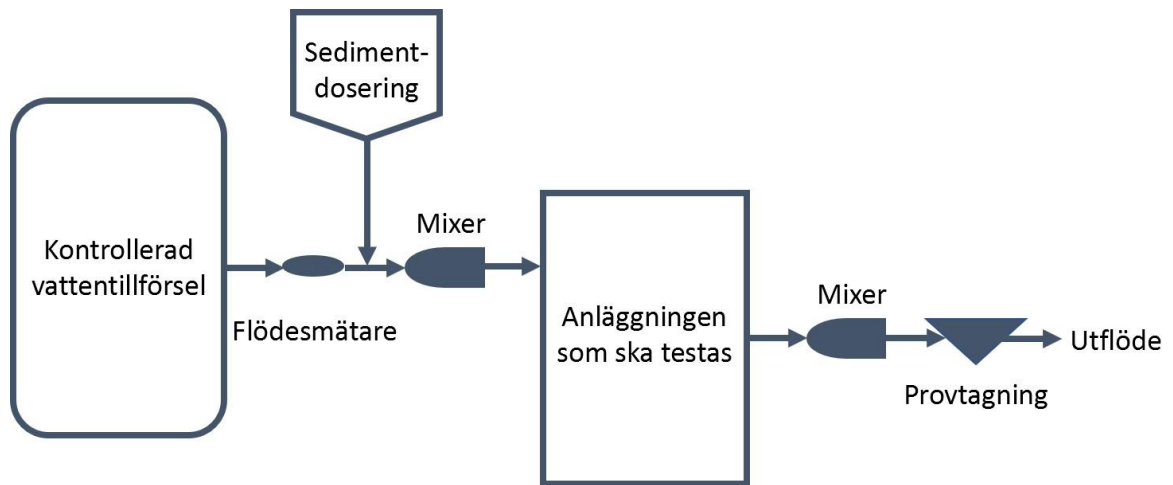 Sediment-
dosering
Kontrollerad
vattentillförsel
Flödesmätare
Mixer
Anläggningen
som ska testas
Mixer
Provtagning
Utflöde